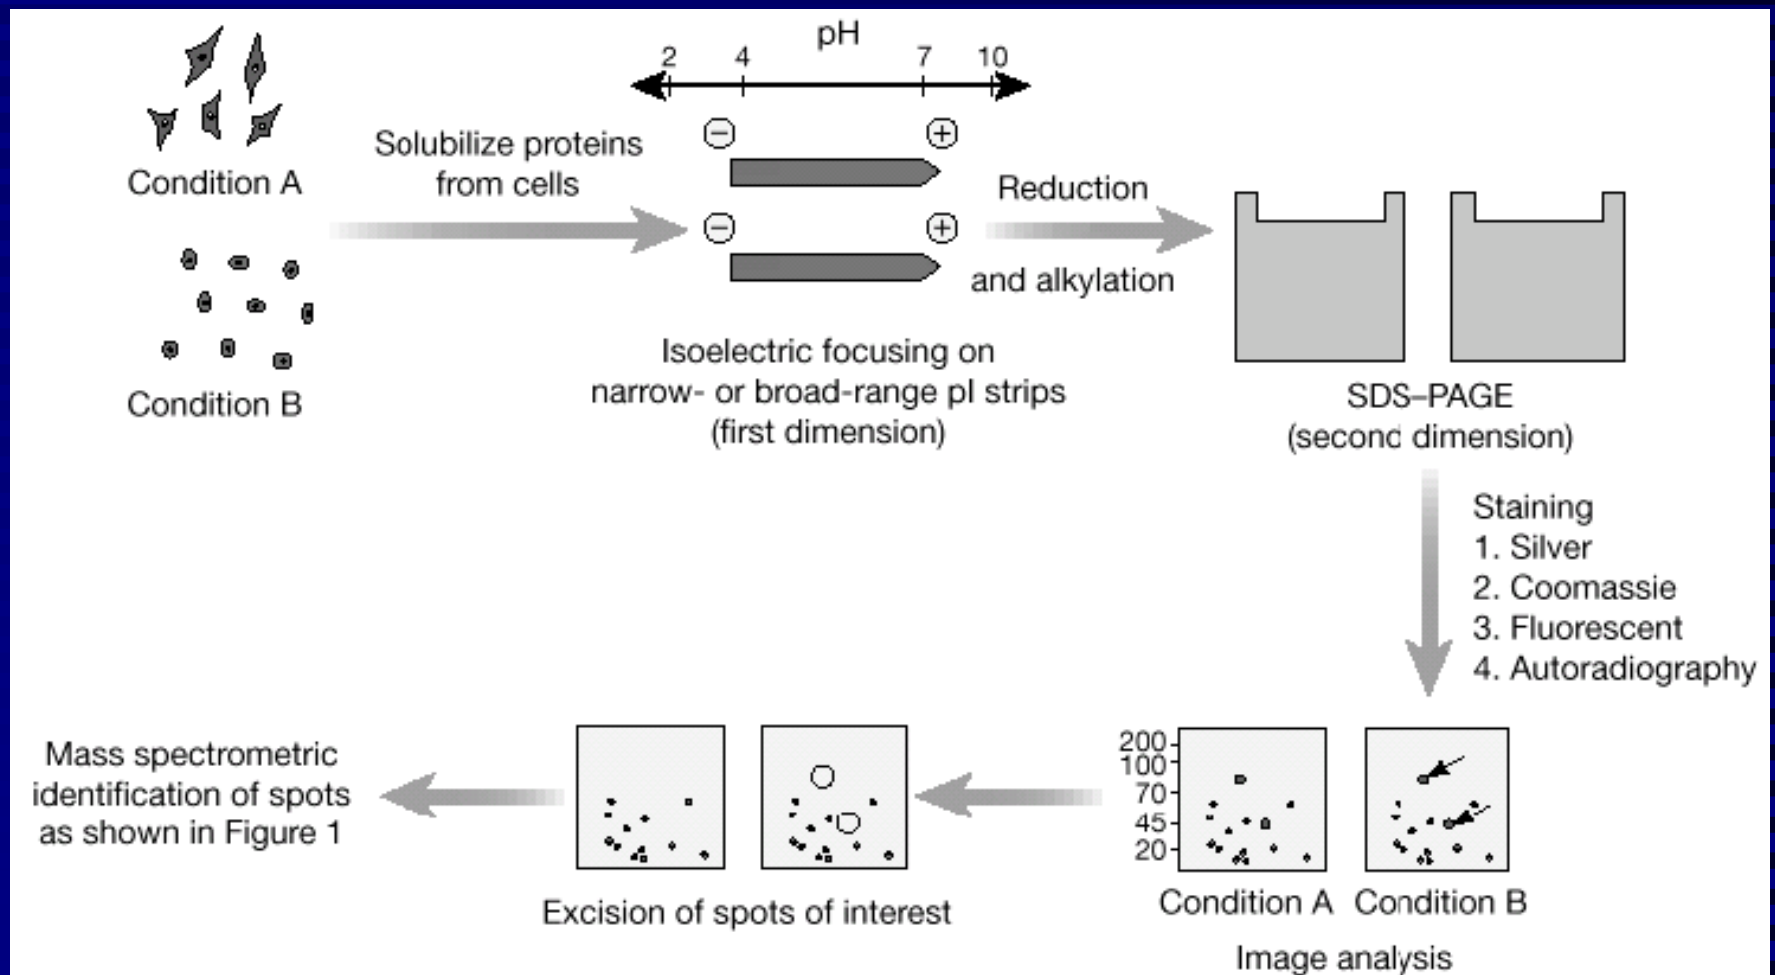 Condition A
Condition B
Solubilize proteins
from cells
pH
2 4 7 10
− +
− +
Isoelectric focusing on
narrow- or broad-range pI strips
(first dimension)
Reduction
and alkylation
SDS–PAGE
(second dimension)
Staining
1. Silver
2. Coomassie
3. Fluorescent
4. Autoradiography
200
100
70
45
20
Condition A Condition B
Image analysis
Excision of spots of interest
Mass spectrometric
identification of spots
as shown in Figure 1